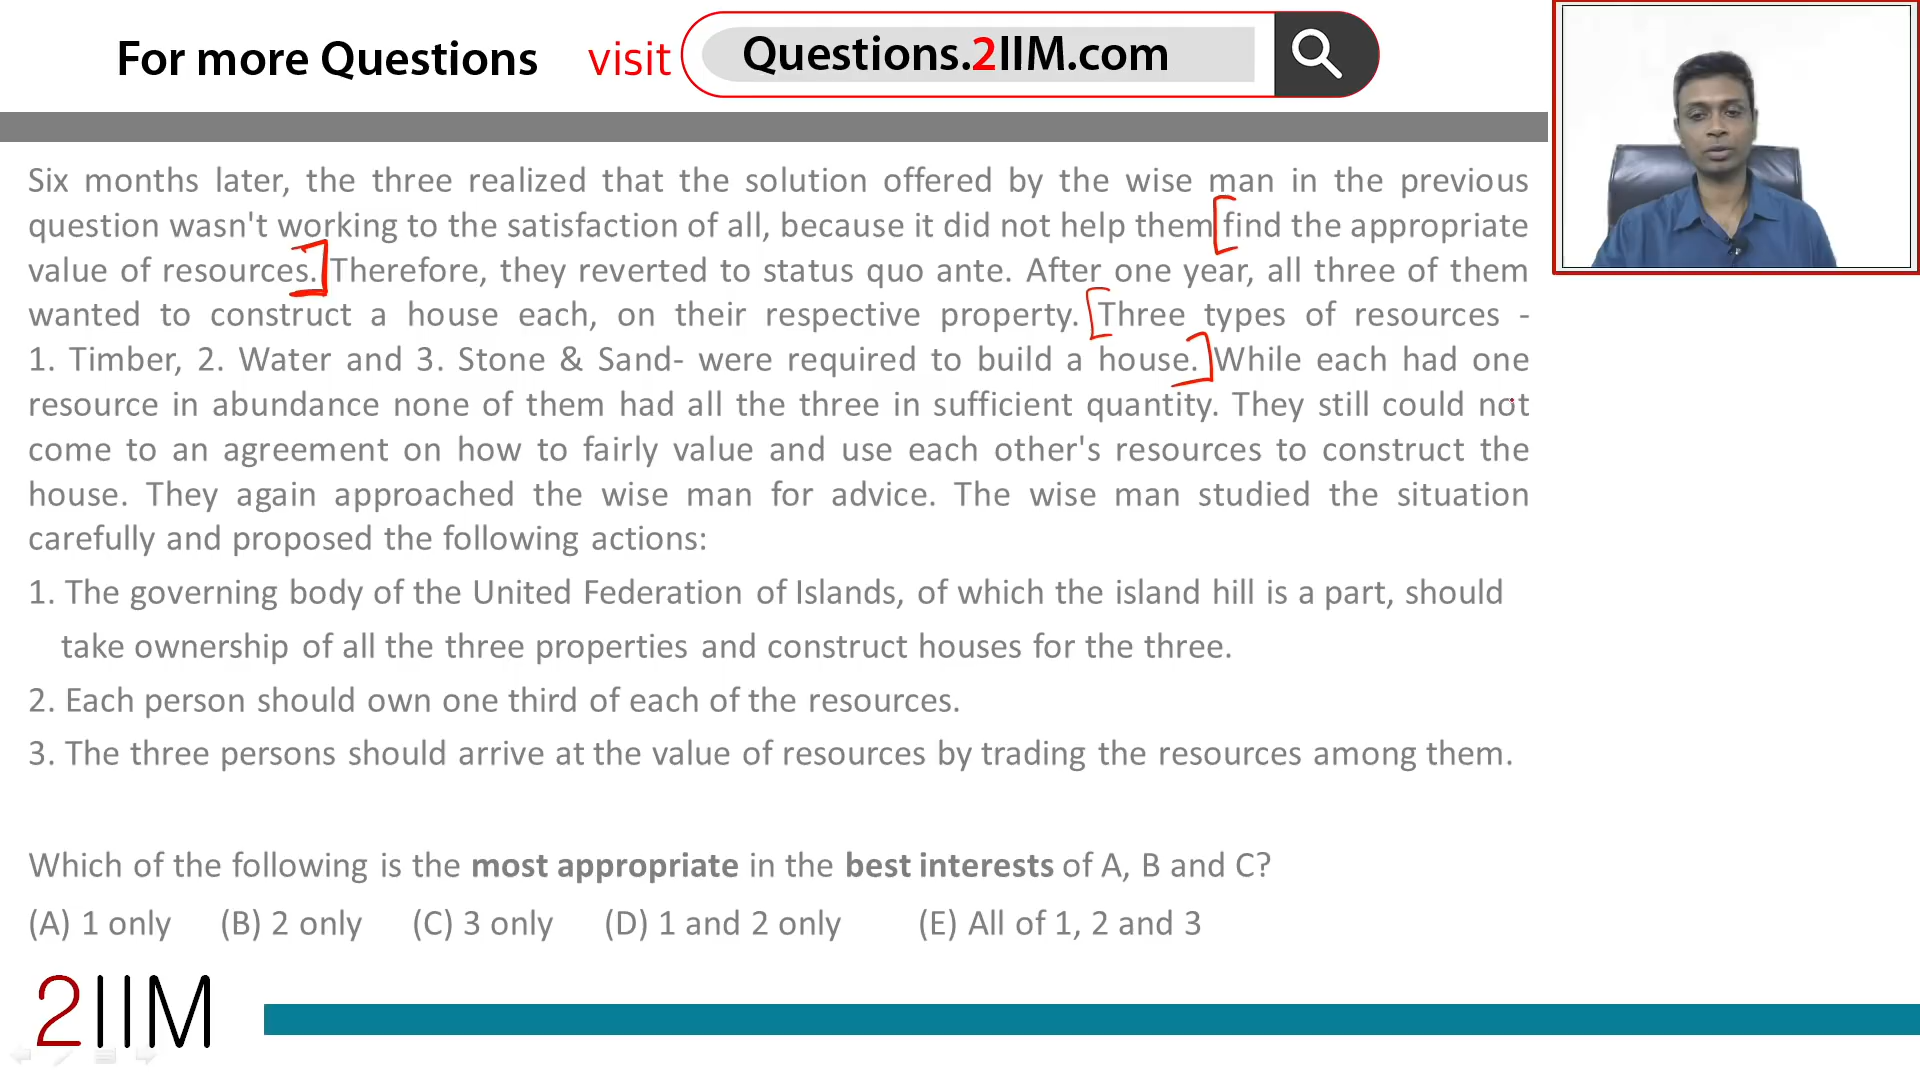 For more Questions visit Questions.2IIM.com
Six months later, the three realized that the solution offered by the wise man in the previous
question wasn't working to the satisfaction of all, because it did not help them find the appropriate
value of resources. Therefore, they reverted to status quo ante. After one year, all three of them
wanted to construct a house each, on their respective property. Three types of resources -
1. Timber, 2. Water and 3. Stone & Sand- were required to build a house. While each had one
resource in abundance none of them had all the three in sufficient quantity. They still could not
come to an agreement on how to fairly value and use each other's resources to construct the
house. They again approached the wise man for advice. The wise man studied the situation
carefully and proposed the following actions:
1. The governing body of the United Federation of Islands, of which the island hill is a part, should
take ownership of all the three properties and construct houses for the three.
2. Each person should own one third of each of the resources.
3. The three persons should arrive at the value of resources by trading the resources among them.
Which of the following is the most appropriate in the best interests of A, B and C?
(A) 1 only (B) 2 only (C) 3 only (D) 1 and 2 only (E) All of 1, 2 and 3
2IIM